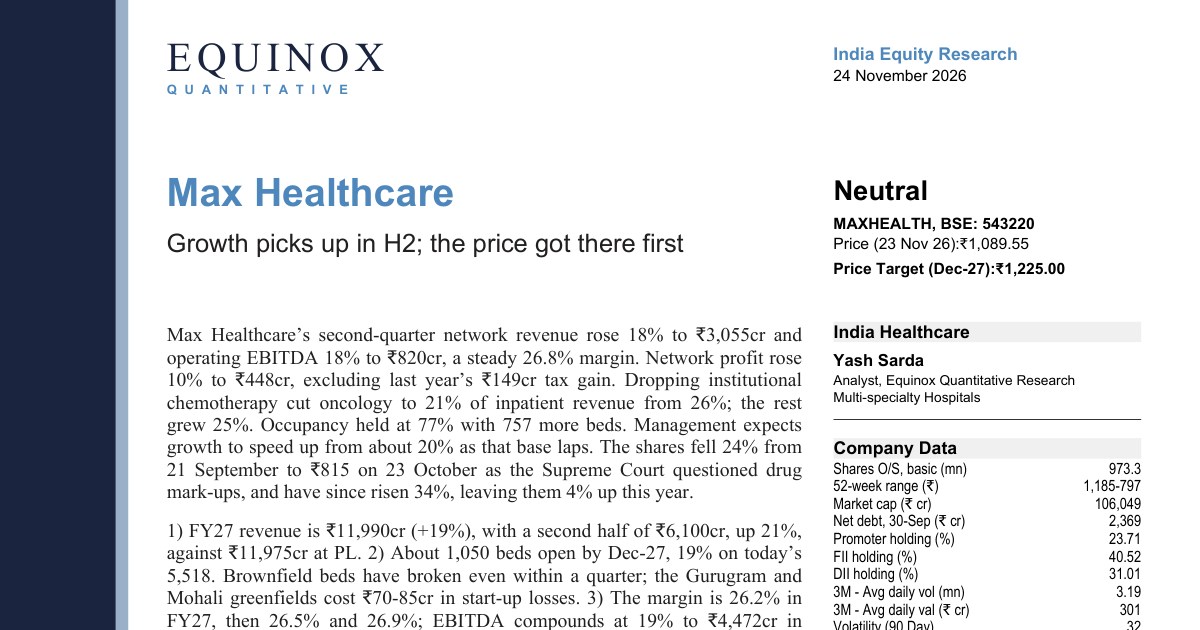 EQUINOX
QUANTITATIVE
India Equity Research
24 November 2026
Max Healthcare
Growth picks up in H2; the price got there first
Neutral
MAXHEALTH, BSE: 543220
Price (23 Nov 26):₹1,089.55
Price Target (Dec-27):₹1,225.00
Max Healthcare’s second-quarter network revenue rose 18% to ₹3,055cr and
operating EBITDA 18% to ₹820cr, a steady 26.8% margin. Network profit rose
10% to ₹448cr, excluding last year’s ₹149cr tax gain. Dropping institutional
chemotherapy cut oncology to 21% of inpatient revenue from 26%; the rest
grew 25%. Occupancy held at 77% with 757 more beds. Management expects
growth to speed up from about 20% as that base laps. The shares fell 24% from
21 September to ₹815 on 23 October as the Supreme Court questioned drug
mark-ups, and have since risen 34%, leaving them 4% up this year.
1) FY27 revenue is ₹11,990cr (+19%), with a second half of ₹6,100cr, up 21%,
against ₹11,975cr at PL. 2) About 1,050 beds open by Dec-27, 19% on today’s
5,518. Brownfield beds have broken even within a quarter; the Gurugram and
Mohali greenfields cost ₹70-85cr in start-up losses. 3) The margin is 26.2% in
FY27, then 26.5% and 26.9%; EBITDA compounds at 19% to ₹4,472cr in
India Healthcare
Yash Sarda
Analyst, Equinox Quantitative Research
Multi-specialty Hospitals
Company Data
Shares O/S, basic (mn) 973.3
52-week range (₹) 1,185-797
Market cap (₹ cr) 106,049
Net debt, 30-Sep (₹ cr) 2,369
Promoter holding (%) 23.71
FII holding (%) 40.52
DII holding (%) 31.01
3M - Avg daily vol (mn) 3.19
3M - Avg daily val (₹ cr) 301
Volatility (90 Day) 32